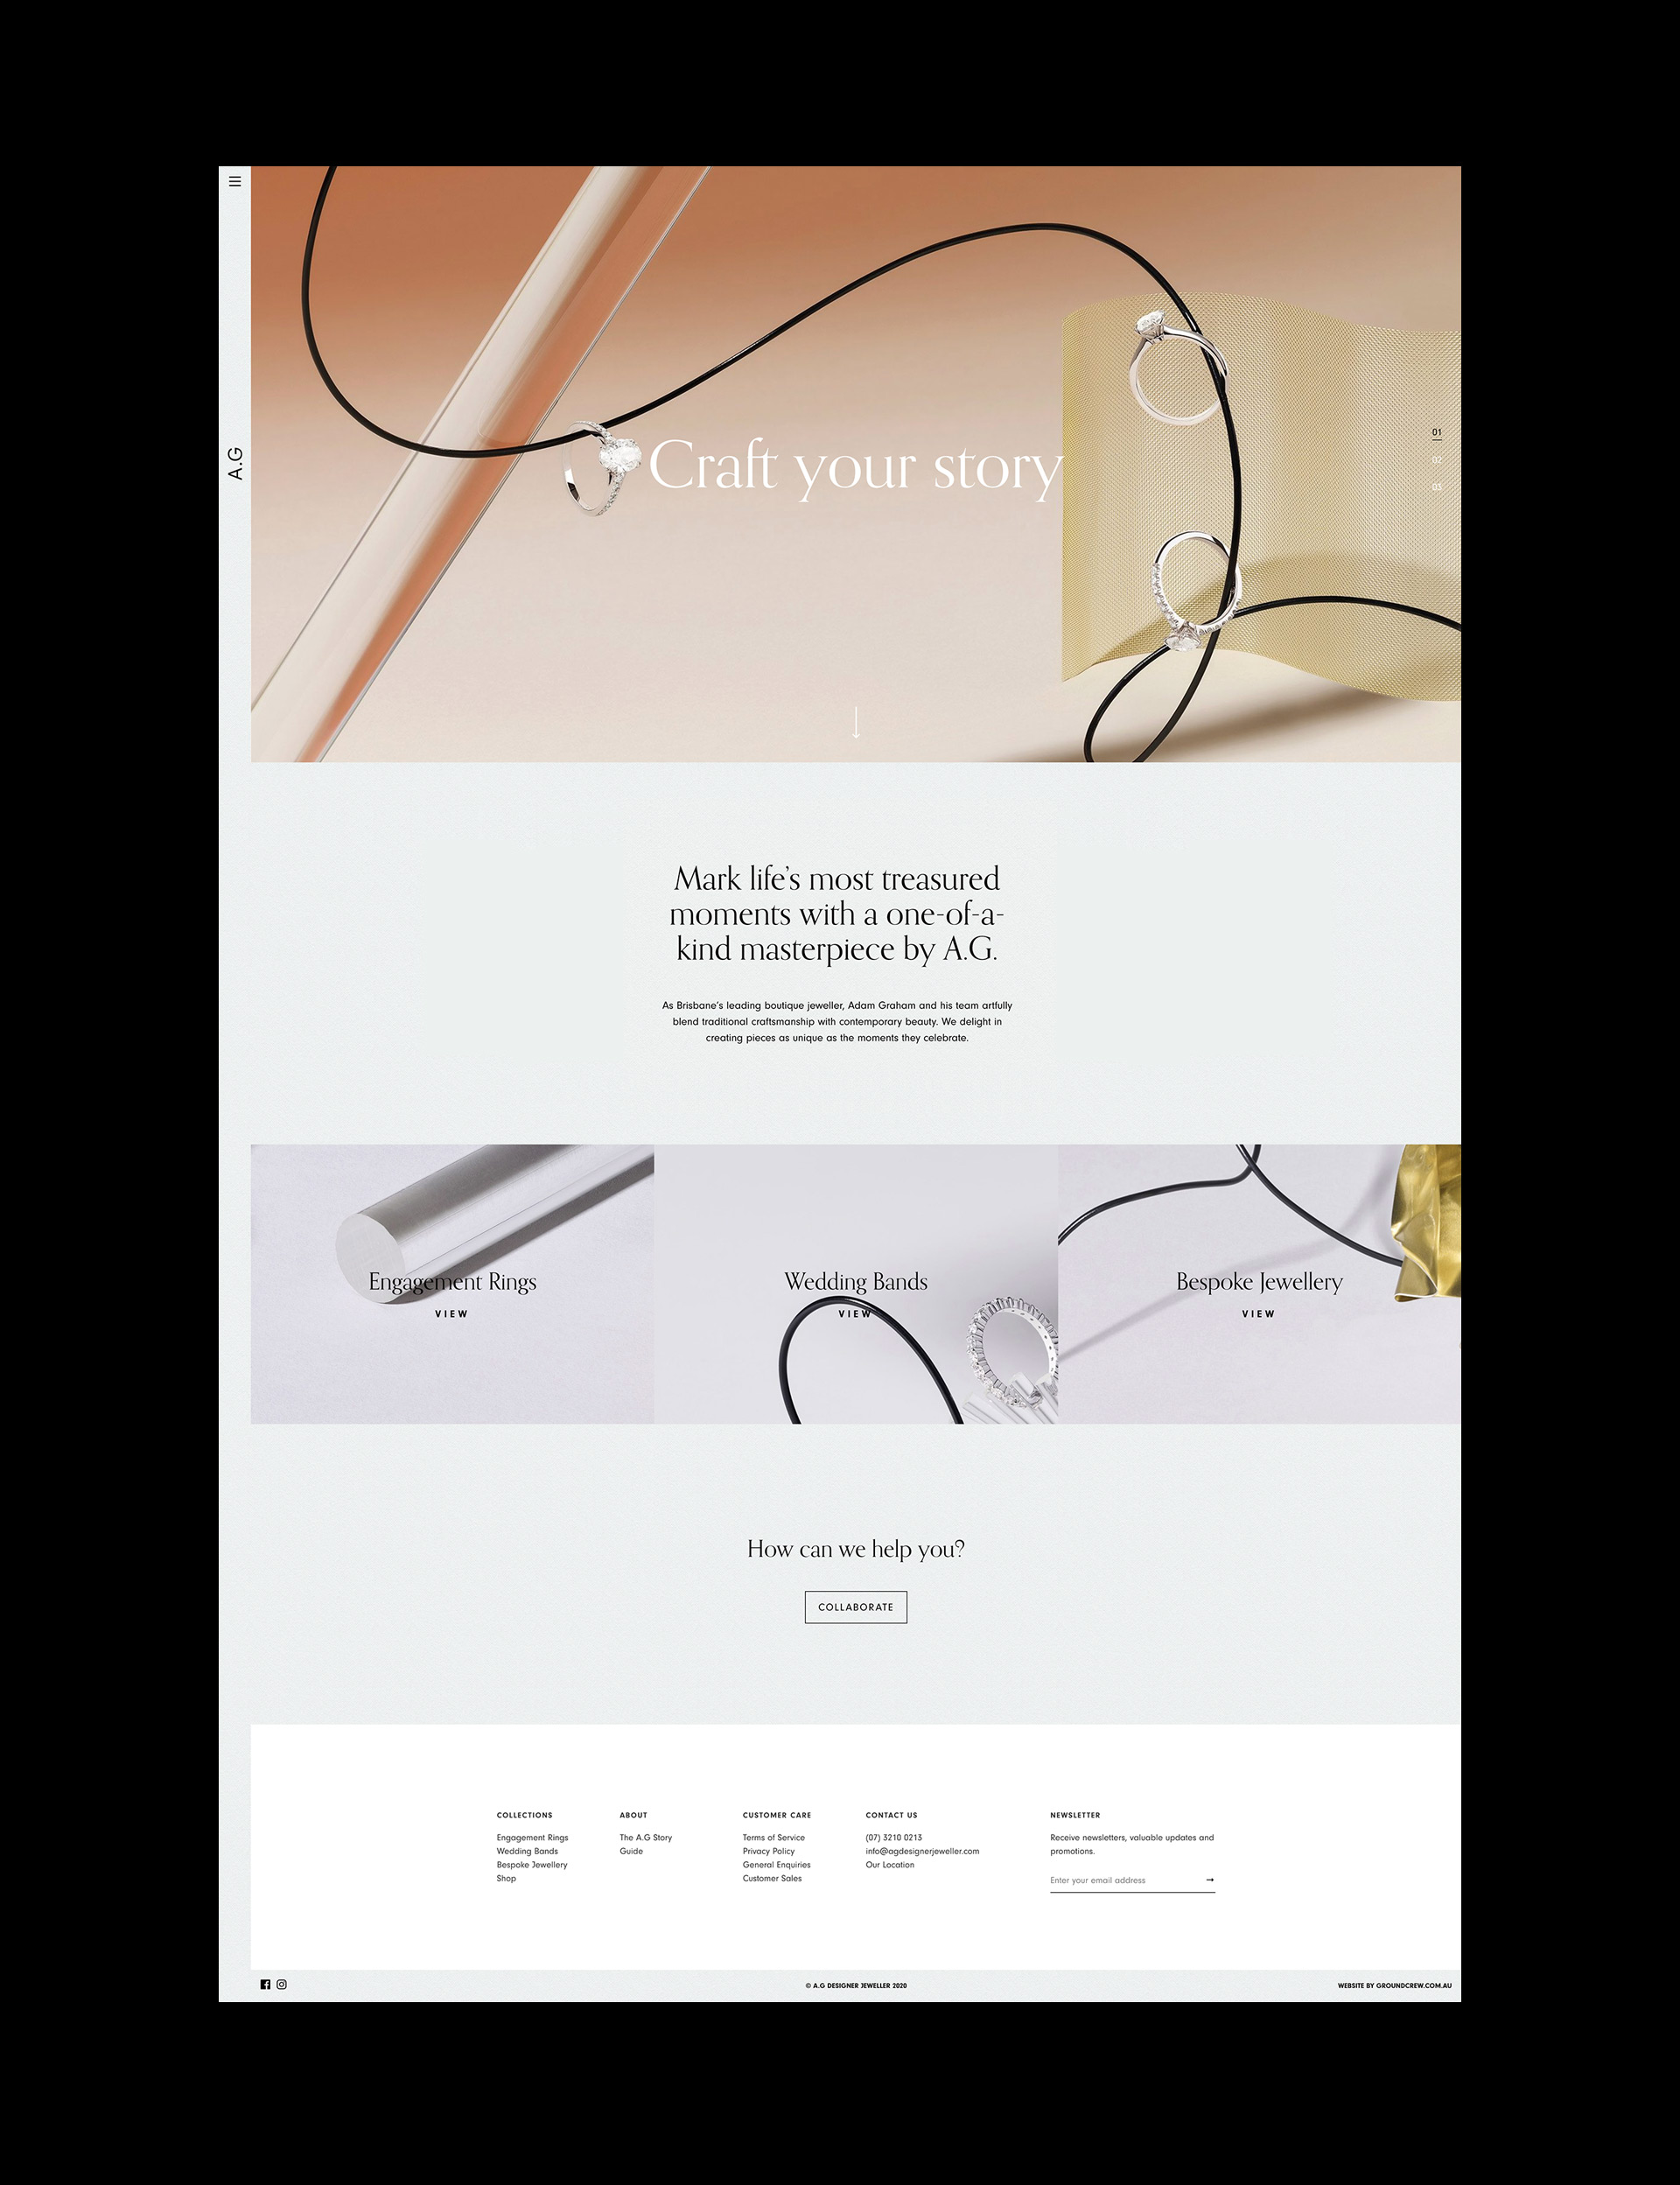 A.G
Craft your story
01
02
03
Mark life's most treasured
moments with a one-of-a-
kind masterpiece by A.G.
As Brisbane's leading boutique jeweller, Adam Graham and his team artfully
blend traditional craftsmanship with contemporary beauty. We delight in
creating pieces as unique as the moments they celebrate.
Engagement Rings
VIEW
Wedding Bands
VIEW
Bespoke Jewellery
VIEW
How can we help you?
COLLABORATE
COLLECTIONS
Engagement Rings
Wedding Bands
Bespoke Jewellery
Shop
ABOUT
The A.G Story
Guide
CUSTOMER CARE
Terms of Service
Privacy Policy
General Enquiries
Customer Sales
CONTACT US
(07) 3210 0213
info@agdesignerjeweller.com
Our Location
NEWSLETTER
Receive newsletters, valuable updates and
promotions.
Enter your email address
© A.G DESIGNER JEWELLER 2020
WEBSITE BY GROUNDCREW.COM.AU